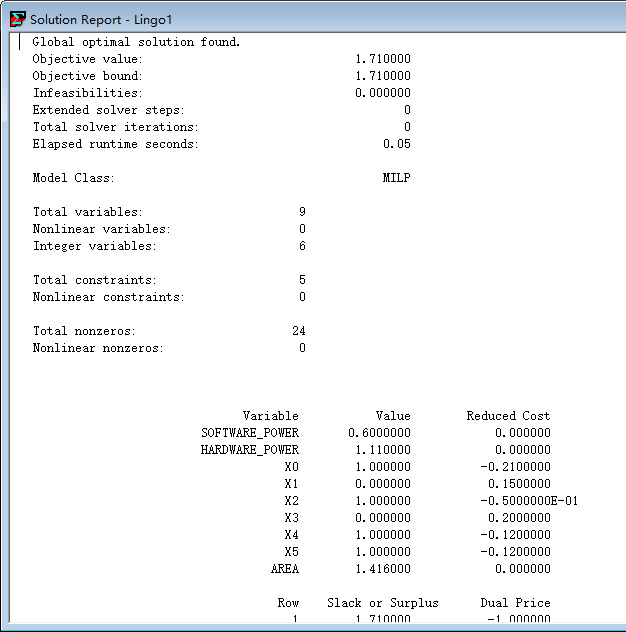 Solution Report - Lingo1
Global optimal solution found.
Objective value: 1.710000
Objective bound: 1.710000
Infeasibilities: 0.000000
Extended solver steps: 0
Total solver iterations: 0
Elapsed runtime seconds: 0.05
Model Class: MILP
Total variables: 9
Nonlinear variables: 0
Integer variables: 6
Total constraints: 5
Nonlinear constraints: 0
Total nonzeros: 24
Nonlinear nonzeros: 0
Variable Value Reduced Cost
SOFTWARE_POWER 0.6000000 0.000000
HARDWARE_POWER 1.110000 0.000000
X0 1.000000 -0.2100000
X1 0.000000 0.1500000
X2 1.000000 -0.5000000E-01
X3 0.000000 0.2000000
X4 1.000000 -0.1200000
X5 1.000000 -0.1200000
AREA 1.416000 0.000000
Row Slack or Surplus Dual Price
1 1.710000 -1.000000